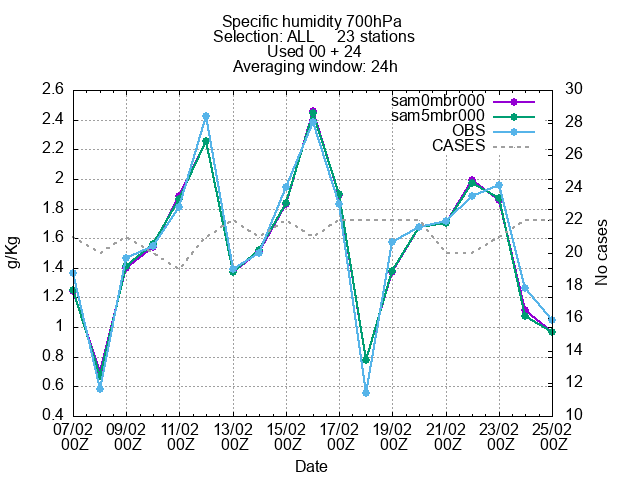 Specific humidity 700hPa
Selection: ALL 23 stations
Used 00 + 24
Averaging window: 24h
sam0mbr000
sam5mbr000
OBS
CASES
2.6
2.4
2.2
2
1.8
1.6
1.4
1.2
1
0.8
0.6
0.4
g/Kg
30
28
26
24
22
20
18
16
14
12
10
No cases
07/02 09/02 11/02 13/02 15/02 17/02 19/02 21/02 23/02 25/02
00Z 00Z 00Z 00Z 00Z 00Z 00Z 00Z 00Z 00Z
Date